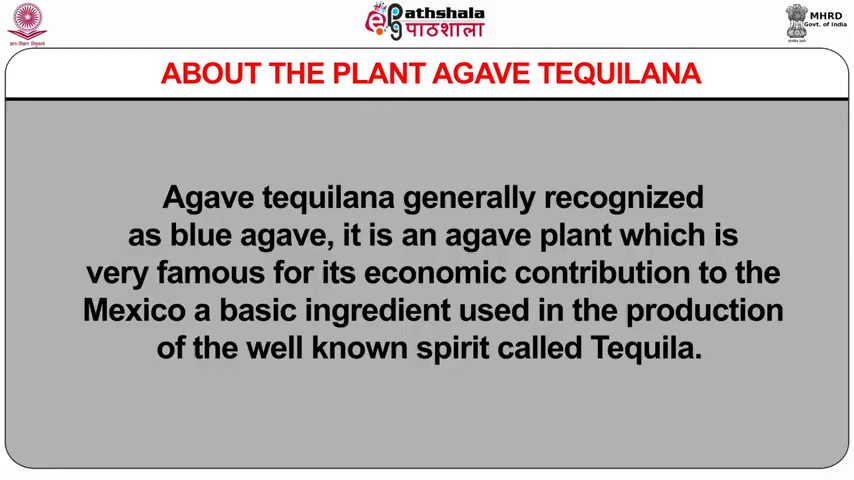 ePathshala
पाठशाला
MHRD
Govt. of India
ABOUT THE PLANT AGAVE TEQUILANA
Agave tequilana generally recognized
as blue agave, it is an agave plant which is
very famous for its economic contribution to the
Mexico a basic ingredient used in the production
of the well known spirit called Tequila.